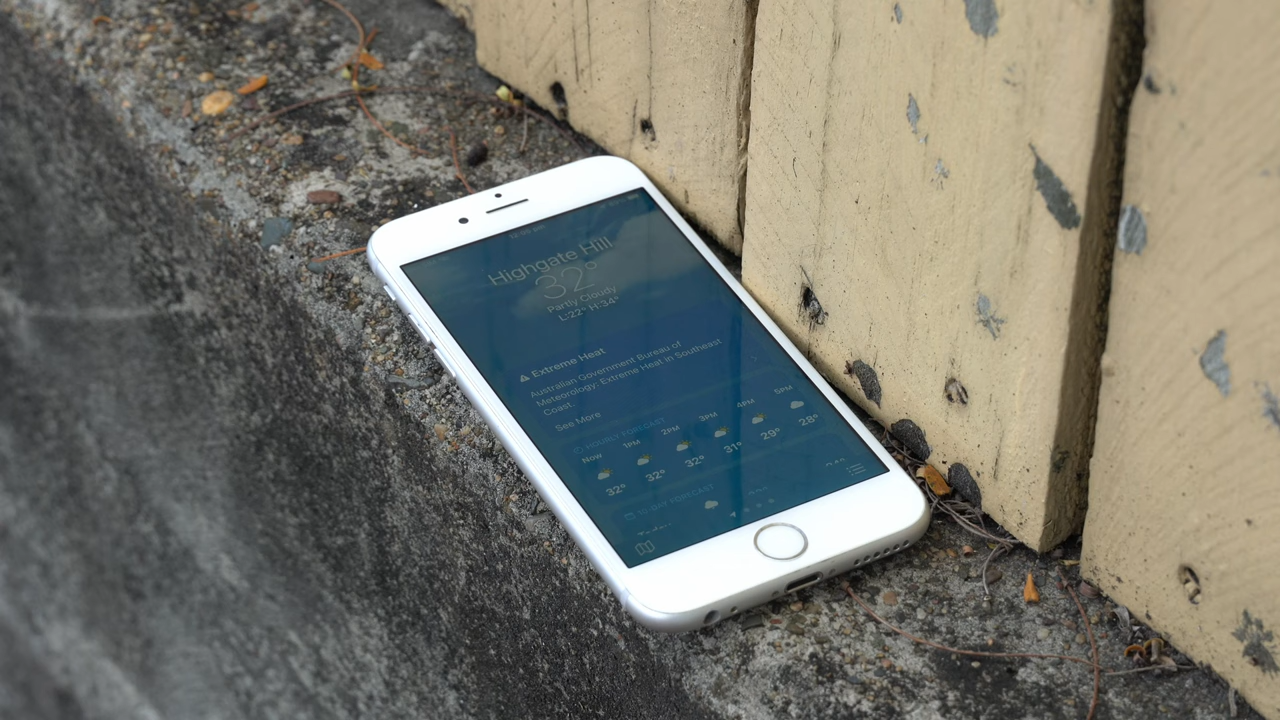 Highgate Hill
32°
Partly Cloudy
L:22° H:34°
Extreme Heat
Australian Government Bureau of
Meteorology: Extreme Heat in Southeast
Coast.
See More
HOURLY FORECAST
Now 1PM 2PM 3PM 4PM 5PM
32° 32° 32° 31° 29° 28°
10-DAY FORECAST
Today